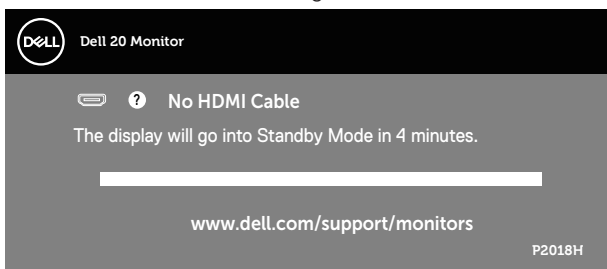 DELL
Dell 20 Monitor
? No HDMI Cable
The display will go into Standby Mode in 4 minutes.
www.dell.com/support/monitors
P2018H